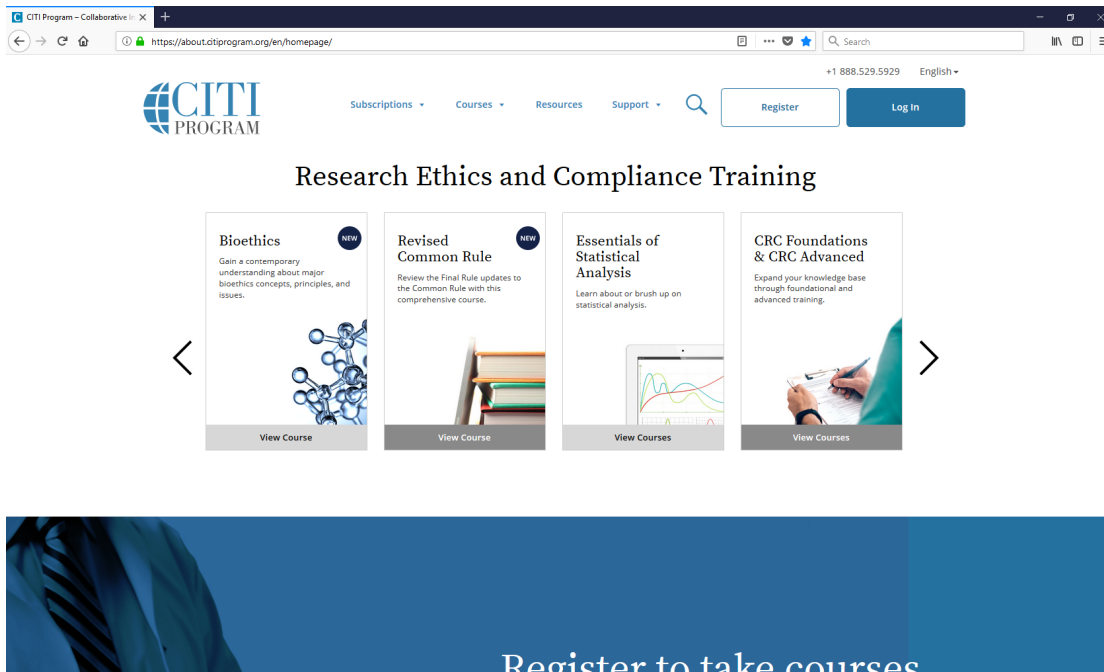 CITI Program – Collaborative In
https://about.citiprogram.org/en/homepage/
Search
+1 888.529.5929 English
CITI
PROGRAM
Subscriptions Courses Resources Support Register Log In
Research Ethics and Compliance Training
Bioethics
NEW
Gain a contemporary
understanding about major
bioethics concepts, principles, and
issues.
View Course
Revised
Common Rule
NEW
Review the Final Rule updates to
the Common Rule with this
comprehensive course.
View Course
Essentials of
Statistical
Analysis
Learn about or brush up on
statistical analysis.
View Courses
CRC Foundations
& CRC Advanced
Expand your knowledge base
through foundational and
advanced training.
View Courses
Register to take courses